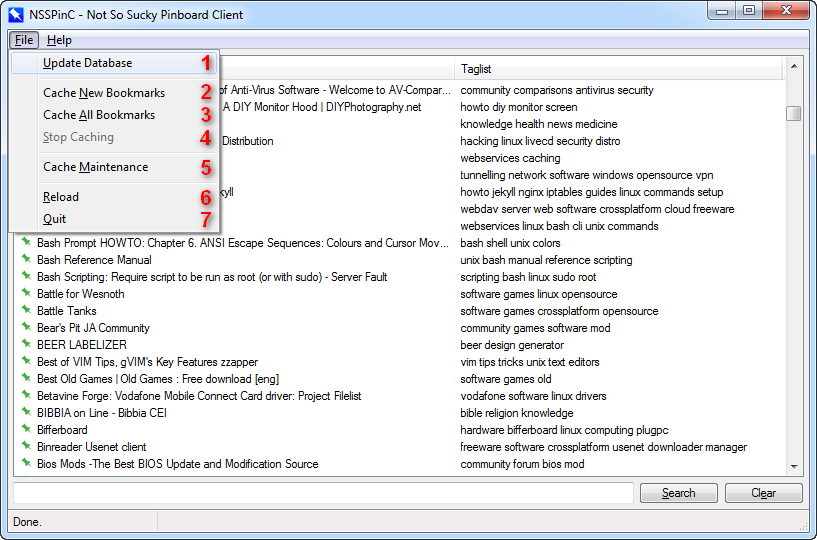 NSSPinC - Not So Sucky Pinboard Client
File Help
Update Database 1
Taglist
Cache New Bookmarks 2
of Anti-Virus Software - Welcome to AV-Compar... community comparisons antivirus security
Cache All Bookmarks 3
A DIY Monitor Hood | DIYPhotography.net howto diy monitor screen
knowledge health news medicine
Stop Caching 4
Distribution hacking linux livecd security distro
webservices caching
Cache Maintenance 5
tunnelling network software windows opensource vpn
kyll howto jekyll nginx iptables guides linux commands setup
Reload 6
webdav server web software crossplatform cloud freeware
Quit 7
webservices linux bash cli unix commands
Bash Prompt HOWTO: Chapter 6. ANSI Escape Sequences: Colours and Cursor Mov... bash shell unix colors
Bash Reference Manual unix bash manual reference scripting
Bash Scripting: Require script to be run as root (or with sudo) - Server Fault scripting bash linux sudo root
Battle for Wesnoth software games linux opensource
Battle Tanks software games crossplatform opensource
Bear's Pit JA Community community games software mod
BEER LABELIZER beer design generator
Best of VIM Tips, gVIM's Key Features zzapper vim tips tricks unix text editors
Best Old Games | Old Games : Free download [eng] software games old
Betavine Forge: Vodafone Mobile Connect Card driver: Project Filelist vodafone software linux drivers
BIBBIA on Line - Bibbia CEI bible religion knowledge
Bifferboard hardware bifferboard linux computing plugpc
Binreader Usenet client freeware software crossplatform usenet downloader manager
Bios Mods -The Best BIOS Update and Modification Source community forum bios mod
Search Clear
Done.